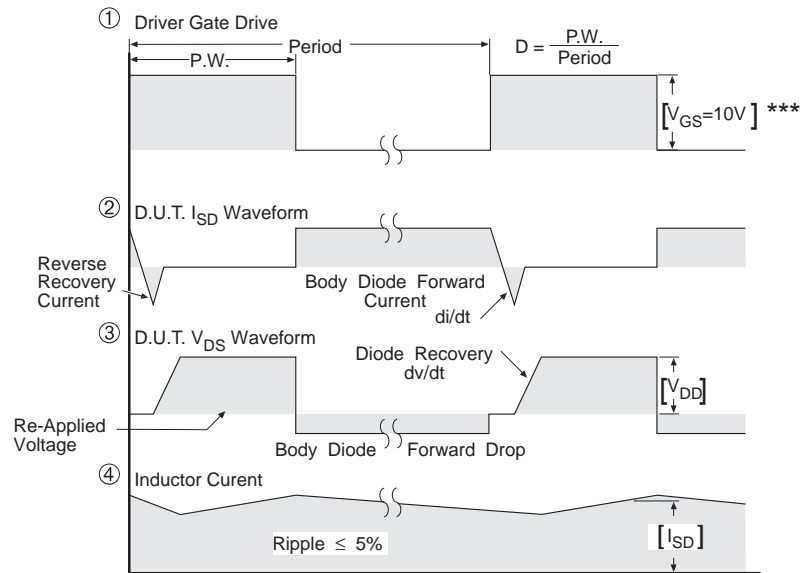 ① Driver Gate Drive
P.W.
Period
D = P.W.
Period
[VGS=10V] ***
② D.U.T. ISD Waveform
Reverse
Recovery
Current
Body Diode Forward
Current
di/dt
③ D.U.T. VDS Waveform
Diode Recovery
dv/dt
[VDD]
Re-Applied
Voltage
Body Diode Forward Drop
④ Inductor Curent
Ripple ≤ 5%
[ISD]